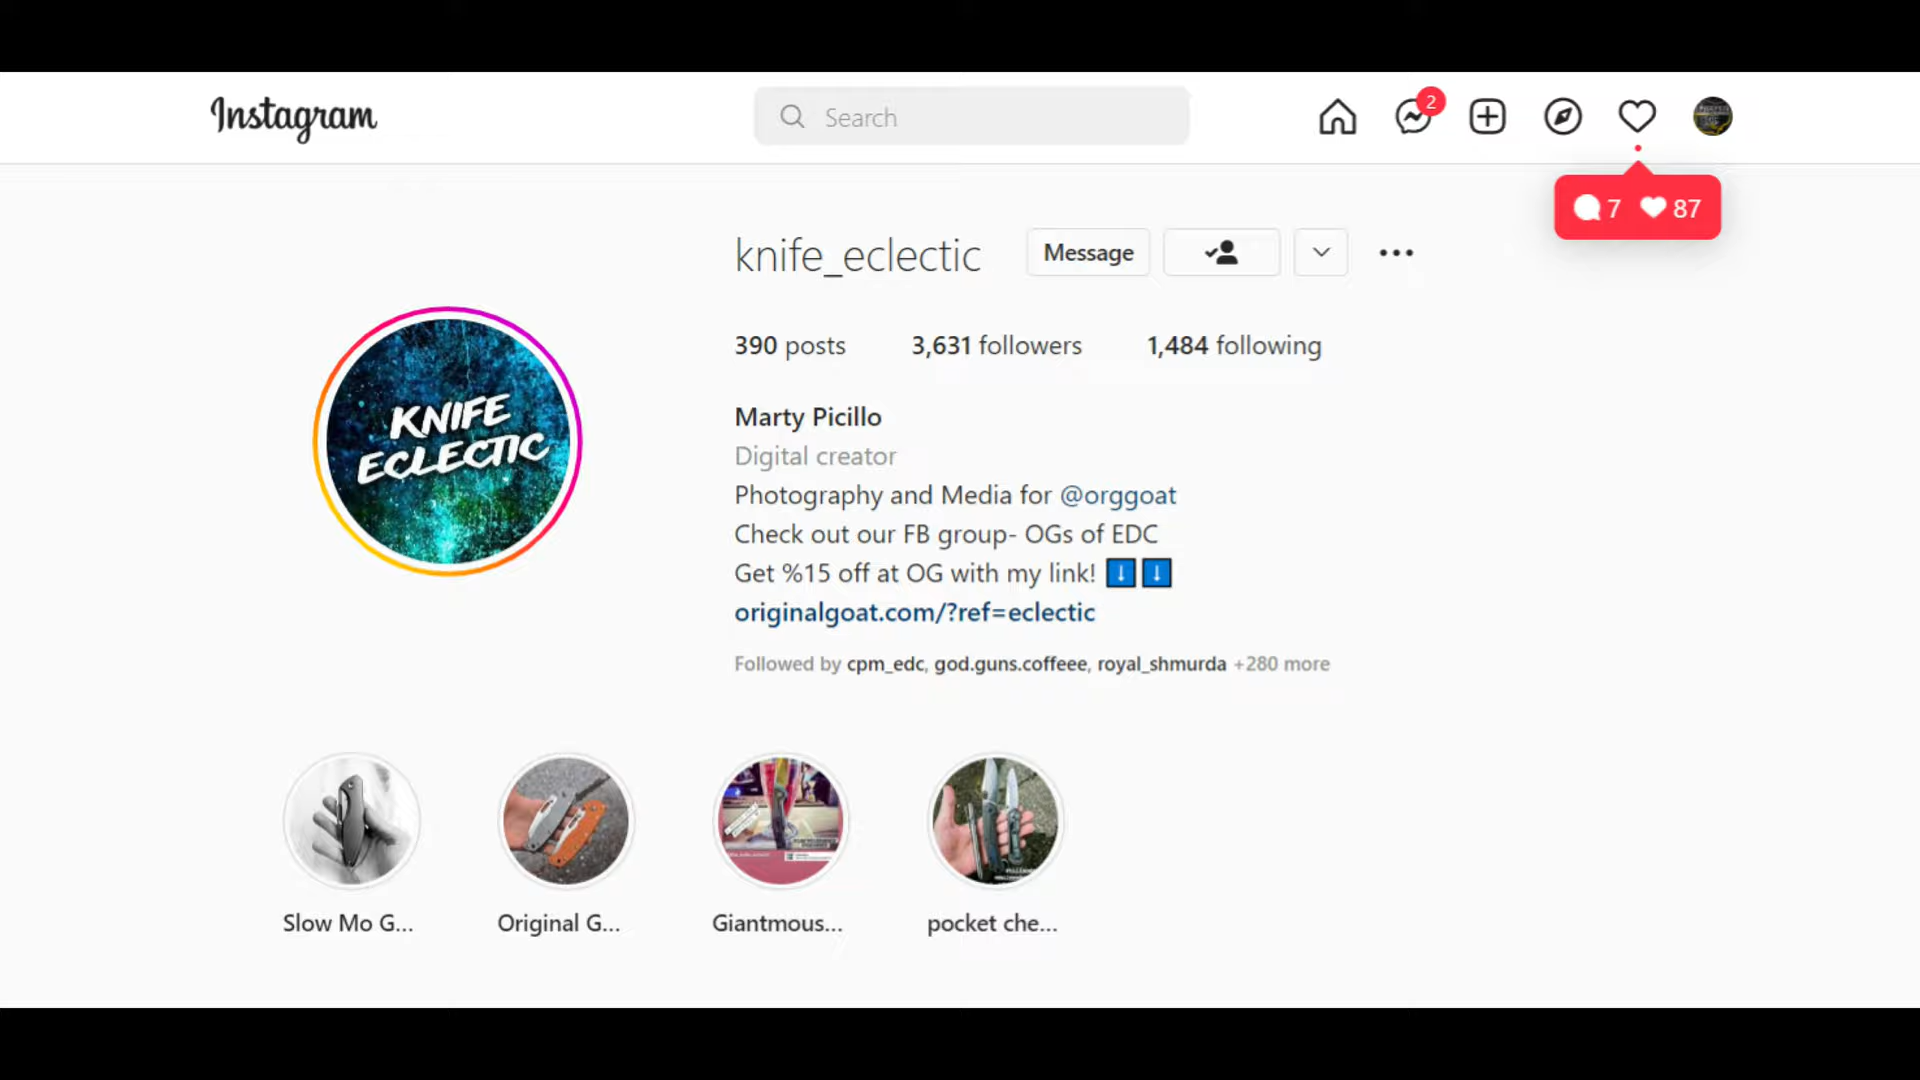 Instagram
Search
2
7 87
knife_eclectic
Message
390 posts 3,631 followers 1,484 following
KNIFE
ECLECTIC
Marty Picillo
Digital creator
Photography and Media for @orggoat
Check out our FB group- OGs of EDC
Get %15 off at OG with my link! ⬇️⬇️
originalgoat.com/?ref=eclectic
Followed by cpm_edc, god.guns.coffeee, royal_shmurda +280 more
Slow Mo G... Original G... Giantmous... pocket che...